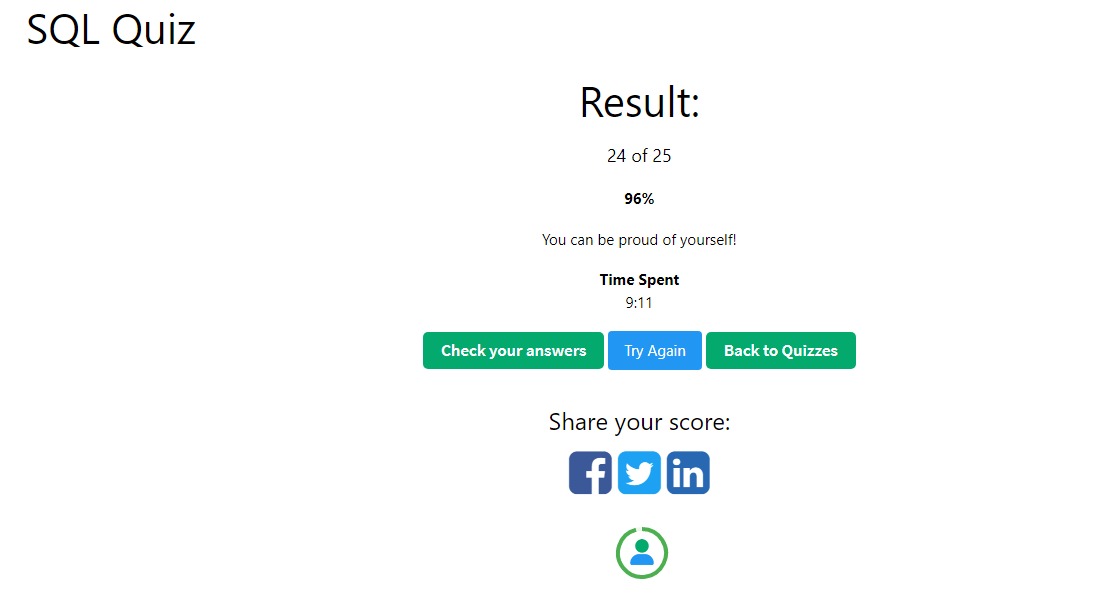 SQL Quiz
Result:
24 of 25
96%
You can be proud of yourself!
Time Spent
9:11
Check your answers Try Again Back to Quizzes
Share your score:
f in